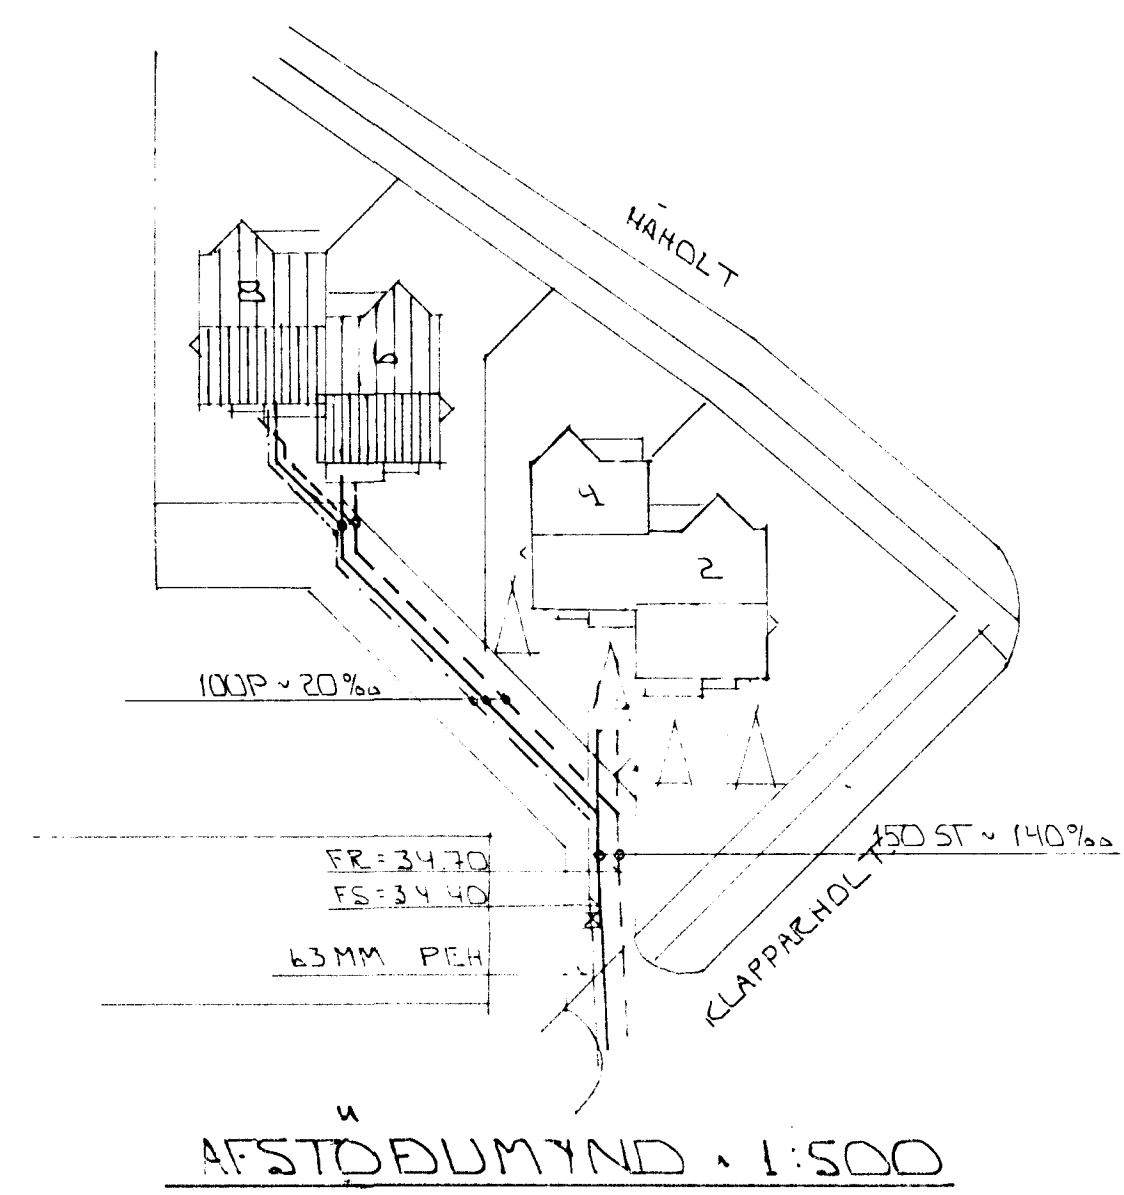 HÁHOLT
8
6
4
2
100P ~ 20‰
150 ST ~ 140‰
FR = 34.70
FS = 34.40
63MM PEH
KLAPPARHOLT
AFSTÖÐUMYND · 1:500